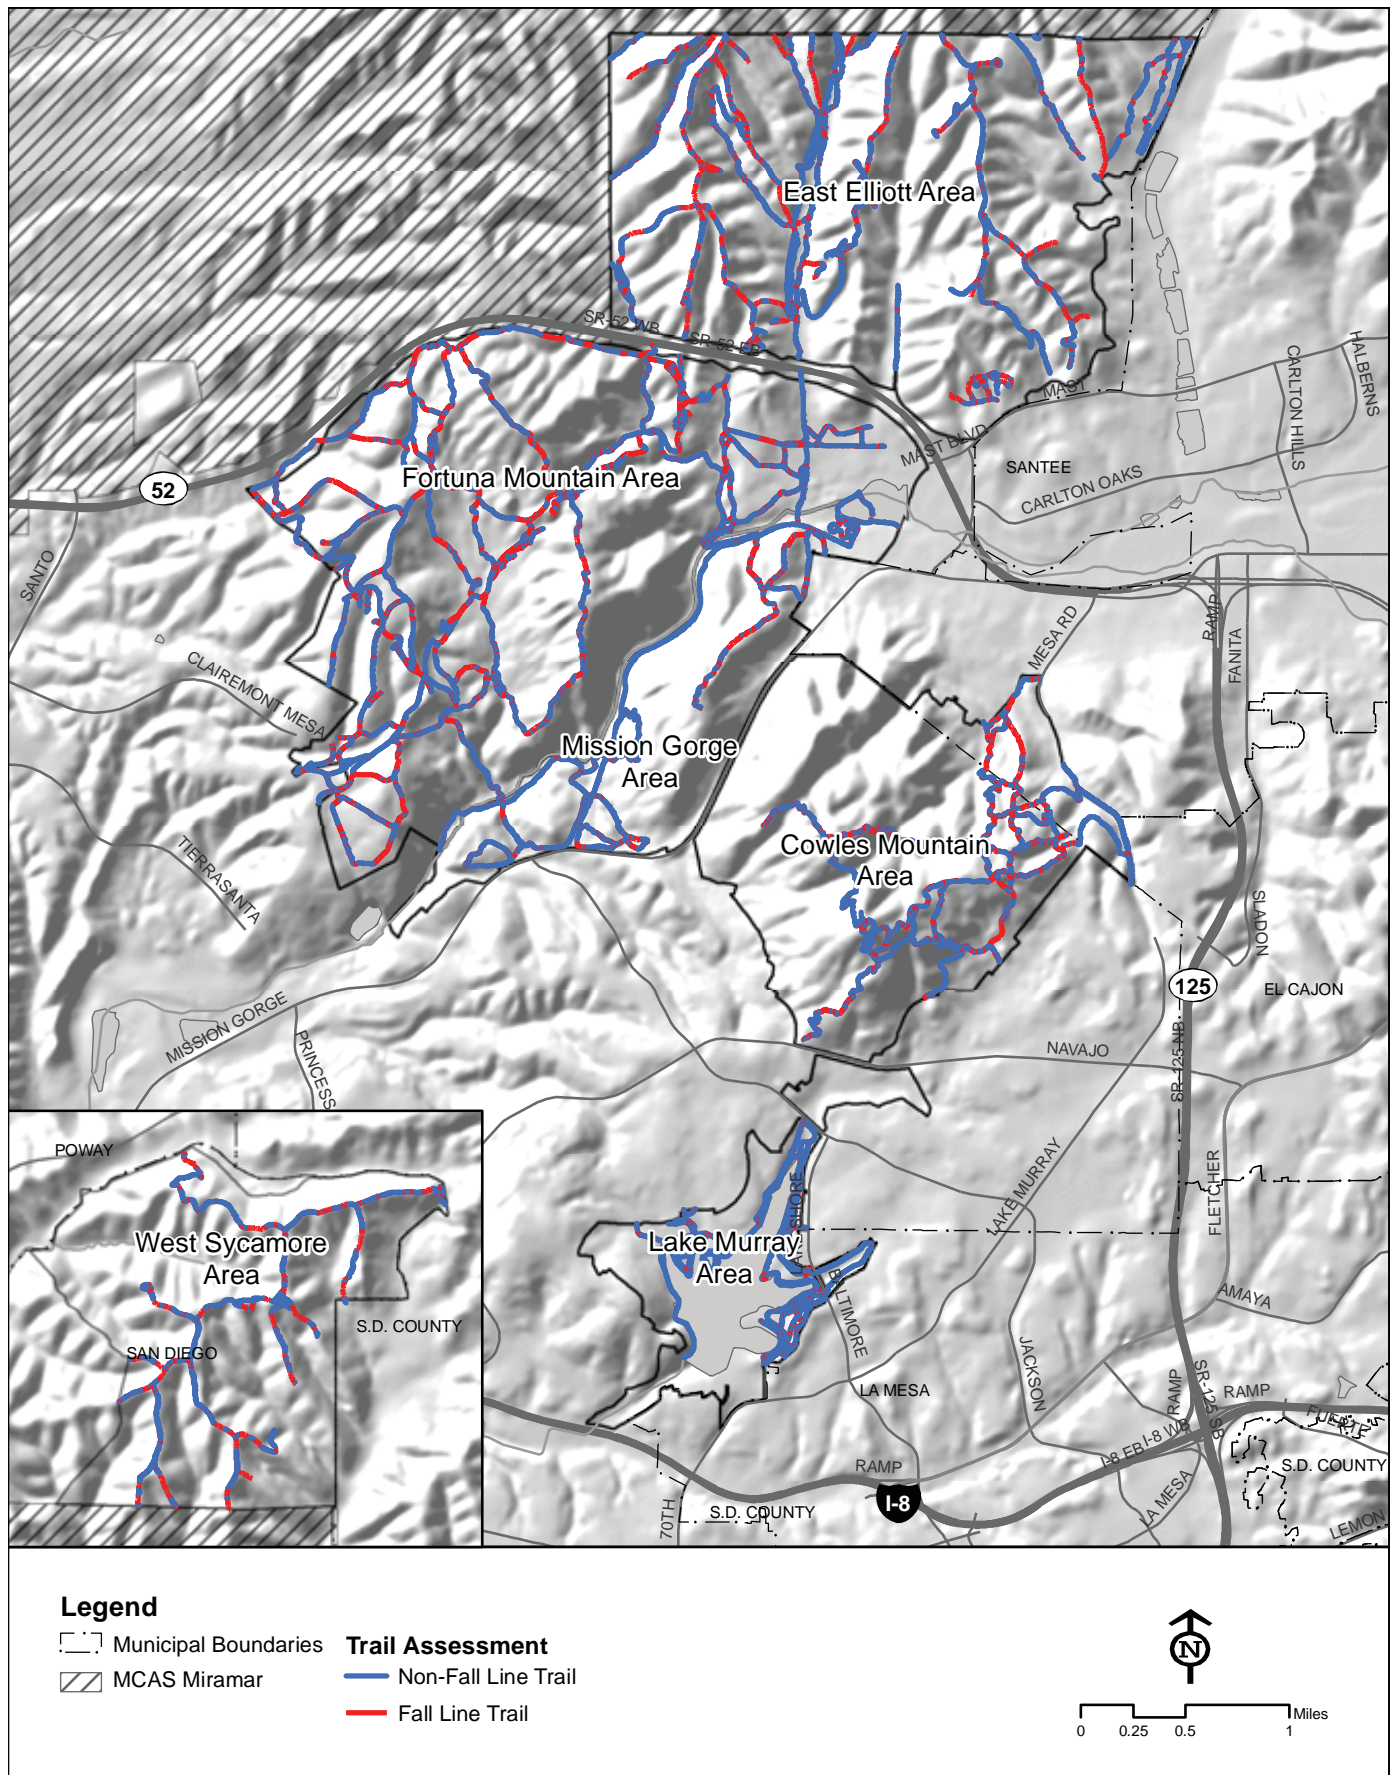 East Elliott Area
SR-52 WB
SR-52 EB
MAST
MAST BLVD
CARLTON HILLS
HALBERNS
SANTEE
CARLTON OAKS
52
Fortuna Mountain Area
SANTO
CLAIREMONT MESA
MESA RD
RAMP
FANITA
Mission Gorge
Area
TIERRASANTA
Cowles Mountain
Area
SLADON
125
EL CAJON
MISSION GORGE
PRINCESS
NAVAJO
SR-125 NB
POWAY
West Sycamore
Area
S.D. COUNTY
SAN DIEGO
LAKE MURRAY
FLETCHER
Lake Murray
Area
BALTIMORE
AMAYA
JACKSON
LA MESA
RAMP
SR-125 SB
RAMP
FUERTE
I-8 EB
I-8 WB
RAMP
S.D. COUNTY
I-8
LA MESA
70TH
S.D. COUNTY
LEMON
Legend
Municipal Boundaries
MCAS Miramar
Trail Assessment
Non-Fall Line Trail
Fall Line Trail
N
Miles
0 0.25 0.5 1